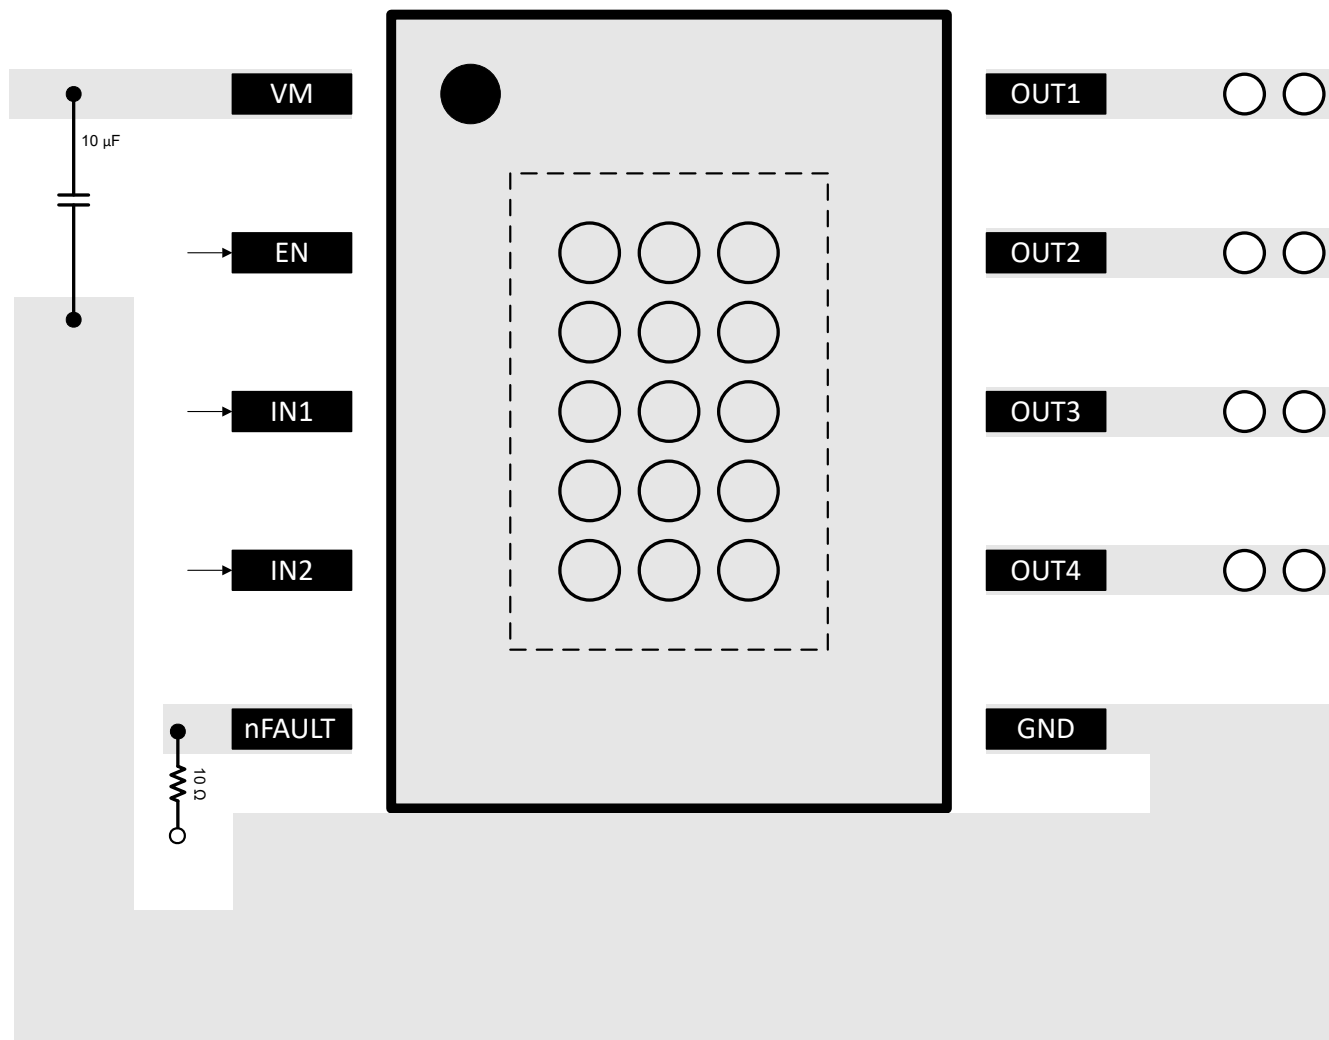 VM
OUT1
10 µF
EN
OUT2
IN1
OUT3
IN2
OUT4
nFAULT
GND
10 Ω